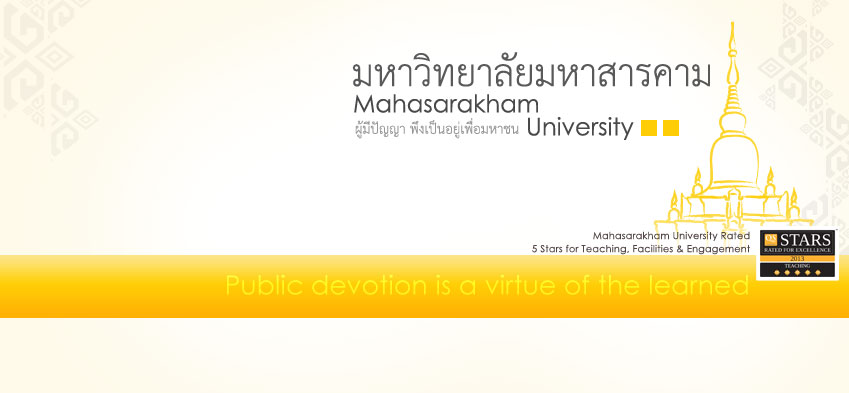 มหาวิทยาลัยมหาสารคาม
Mahasarakham
ผู้มีปัญญา พึงเป็นอยู่เพื่อมหาชน University
Mahasarakham University Rated
5 Stars for Teaching, Facilities & Engagement
QS STARS
RATED FOR EXCELLENCE
2013
TEACHING
Public devotion is a virtue of the learned